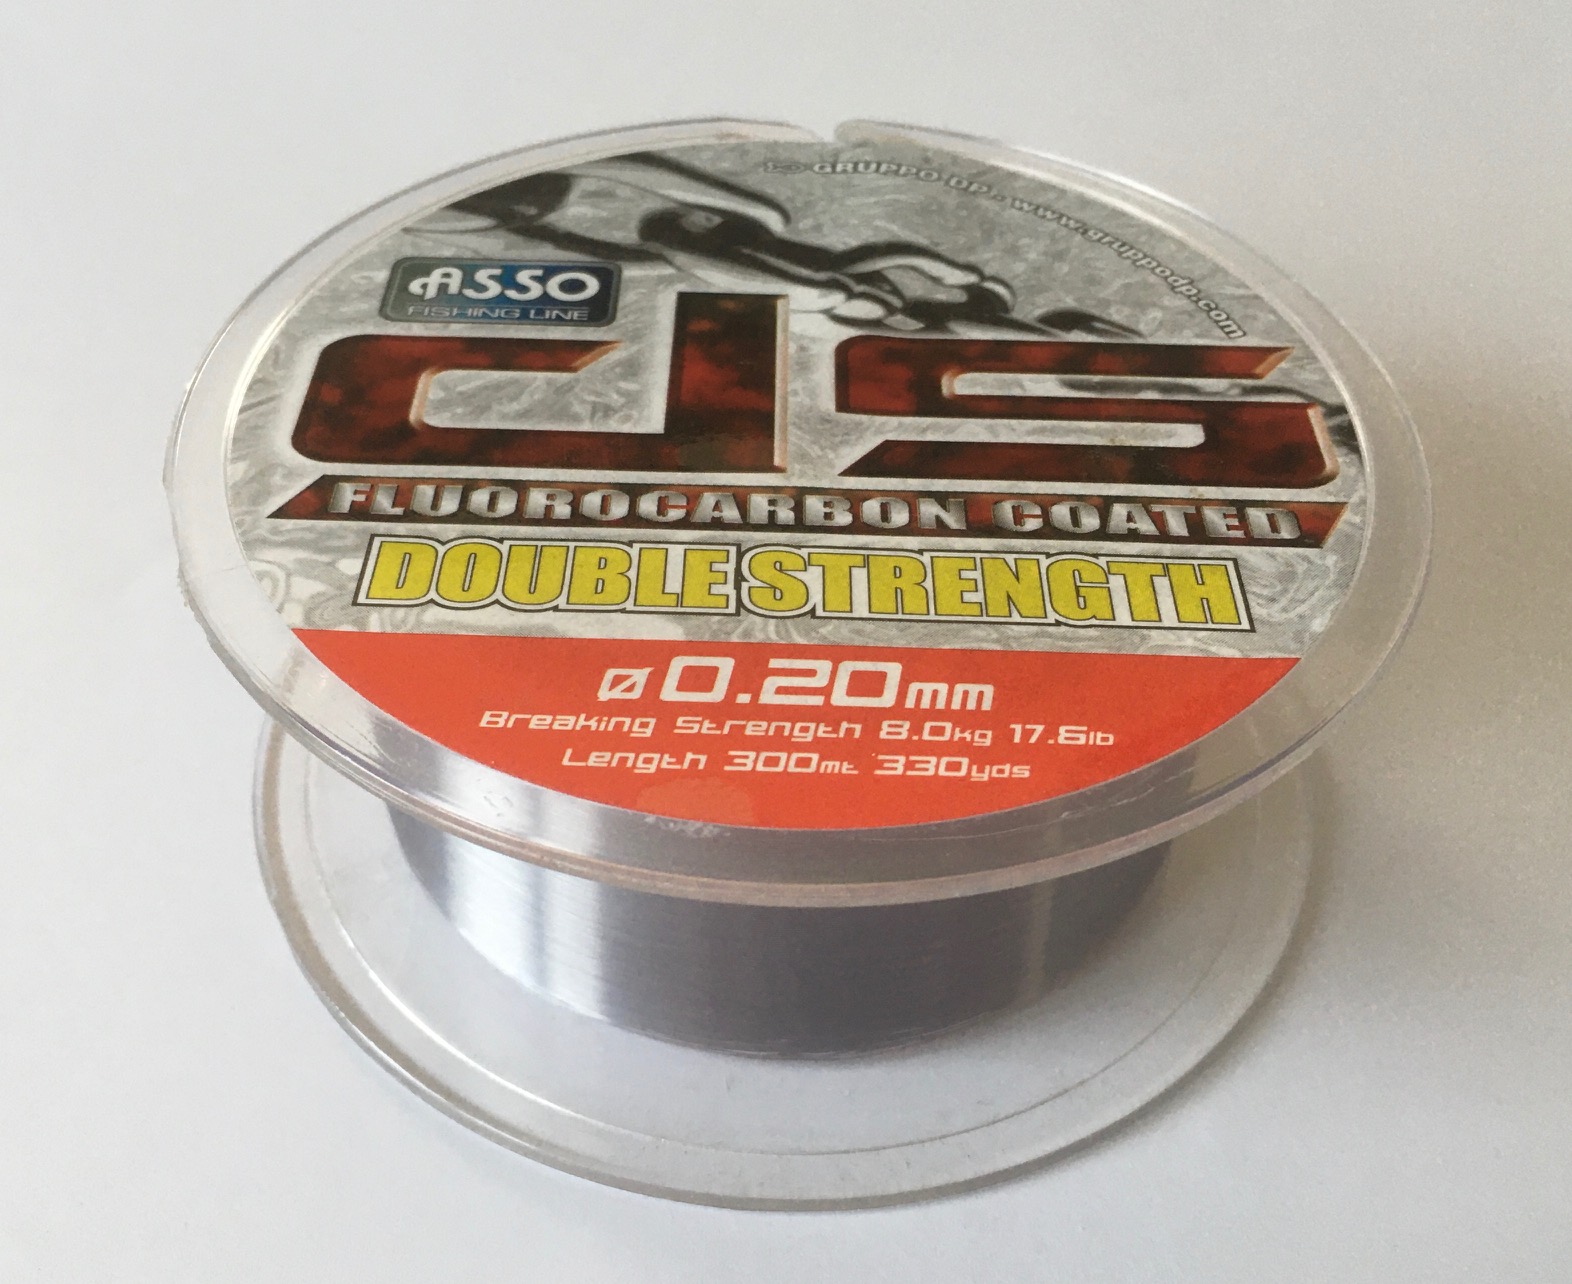 GRUPPO DP - www.gruppodp.com
ASSO
FISHING LINE
ds
FLUOROCARBON COATED
DOUBLE STRENGTH
Ø 0.20mm
Breaking Strength 8.0kg 17.6lb
Length 300mt 330yds